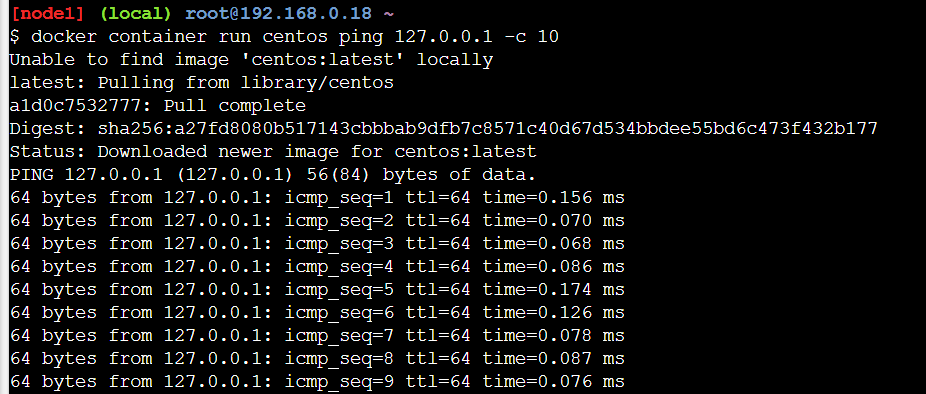 [node1] (local) root@192.168.0.18 ~
$ docker container run centos ping 127.0.0.1 -c 10
Unable to find image 'centos:latest' locally
latest: Pulling from library/centos
a1d0c7532777: Pull complete
Digest: sha256:a27fd8080b517143cbbbab9dfb7c8571c40d67d534bbdee55bd6c473f432b177
Status: Downloaded newer image for centos:latest
PING 127.0.0.1 (127.0.0.1) 56(84) bytes of data.
64 bytes from 127.0.0.1: icmp_seq=1 ttl=64 time=0.156 ms
64 bytes from 127.0.0.1: icmp_seq=2 ttl=64 time=0.070 ms
64 bytes from 127.0.0.1: icmp_seq=3 ttl=64 time=0.068 ms
64 bytes from 127.0.0.1: icmp_seq=4 ttl=64 time=0.086 ms
64 bytes from 127.0.0.1: icmp_seq=5 ttl=64 time=0.174 ms
64 bytes from 127.0.0.1: icmp_seq=6 ttl=64 time=0.126 ms
64 bytes from 127.0.0.1: icmp_seq=7 ttl=64 time=0.078 ms
64 bytes from 127.0.0.1: icmp_seq=8 ttl=64 time=0.087 ms
64 bytes from 127.0.0.1: icmp_seq=9 ttl=64 time=0.076 ms